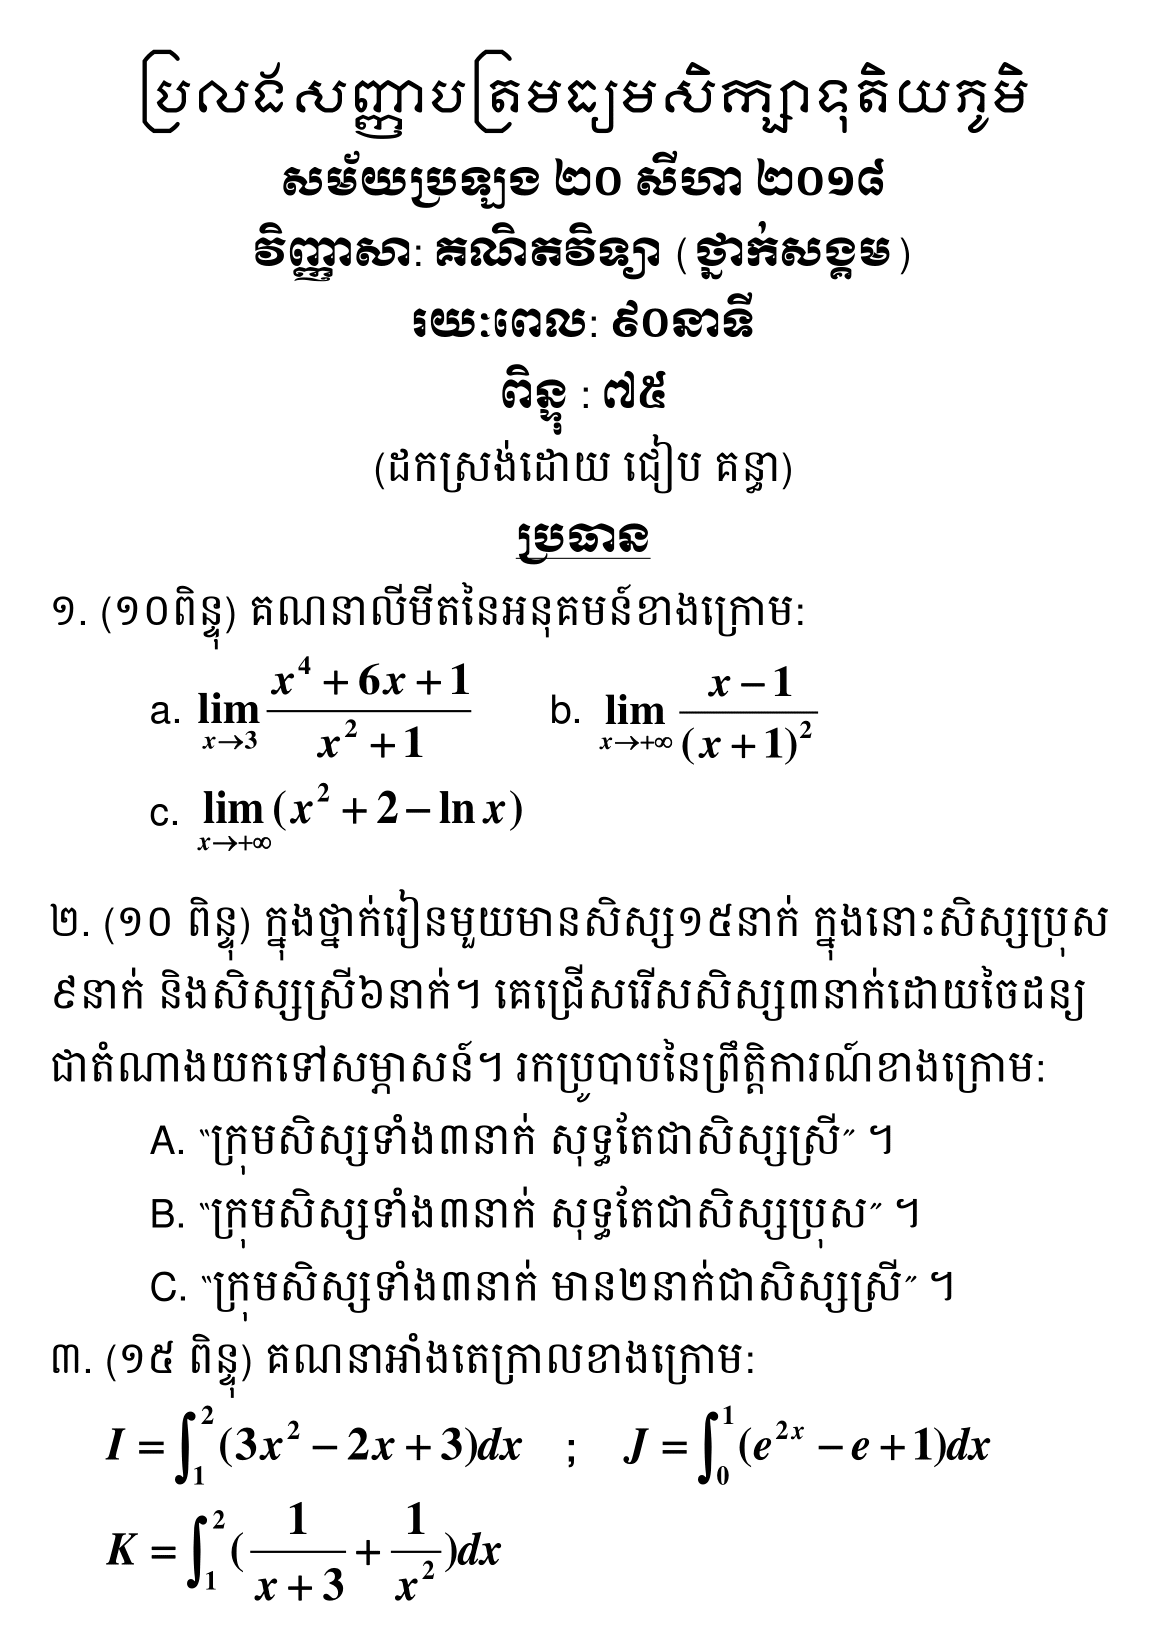 ប្រលងសញ្ញាបត្រមធ្យមសិក្សាទុតិយភូមិ
សម័យប្រឡង ២០ សីហា ២០១៨
វិញ្ញាសា: គណិតវិទ្យា (ថ្នាក់សង្គម)
រយៈពេល: ៩០នាទី
ពិន្ទុ : ៧៥
(ដកស្រង់ដោយ ជៀប គន្ធា)
ប្រធាន
១. (១០ពិន្ទុ) គណនាលីមីតនៃអនុគមន៍ខាងក្រោម:
a. lim x→3 (x^4 + 6x + 1)/(x^2 + 1) b. lim x→+∞ (x − 1)/(x + 1)^2
c. lim x→+∞ (x^2 + 2 − ln x)
២. (១០ ពិន្ទុ) ក្នុងថ្នាក់រៀនមួយមានសិស្ស១៥នាក់ ក្នុងនោះសិស្សប្រុស
៩នាក់ និងសិស្សស្រី៦នាក់។ គេជ្រើសរើសសិស្ស៣នាក់ដោយចៃដន្យ
ជាតំណាងយកទៅសម្ភាសន៍។ រកប្រូបាបនៃព្រឹត្តិការណ៍ខាងក្រោម:
A. “ក្រុមសិស្សទាំង៣នាក់ សុទ្ធតែជាសិស្សស្រី” ។
B. “ក្រុមសិស្សទាំង៣នាក់ សុទ្ធតែជាសិស្សប្រុស” ។
C. “ក្រុមសិស្សទាំង៣នាក់ មាន២នាក់ជាសិស្សស្រី” ។
៣. (១៥ ពិន្ទុ) គណនាអាំងតេក្រាលខាងក្រោម:
I = ∫_1^2 (3x^2 − 2x + 3)dx ; J = ∫_0^1 (e^{2x} − e + 1)dx
K = ∫_1^2 (1/(x + 3) + 1/x^2)dx